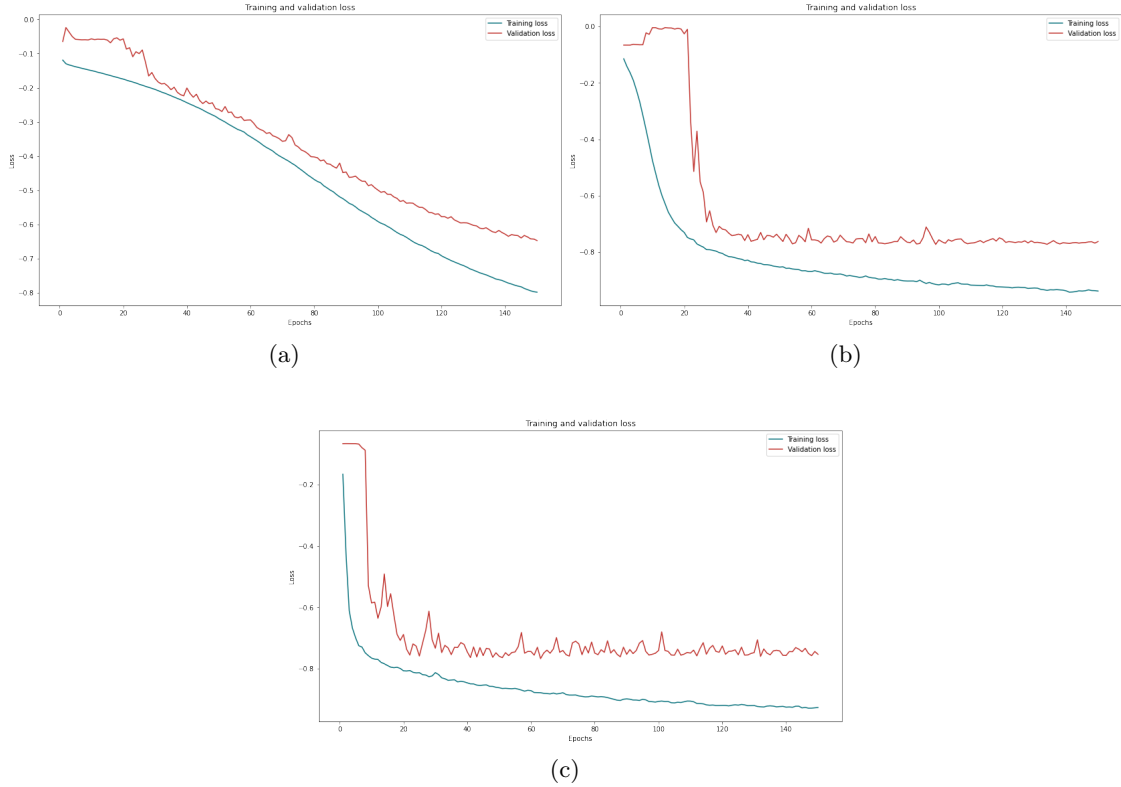 Training and validation loss
Training loss
Validation loss
0.0
−0.1
−0.2
−0.3
−0.4
−0.5
−0.6
−0.7
−0.8
Loss
0 20 40 60 80 100 120 140
Epochs
(a)
Training and validation loss
Training loss
Validation loss
0.0
−0.2
−0.4
−0.6
−0.8
Loss
0 20 40 60 80 100 120 140
Epochs
(b)
Training and validation loss
Training loss
Validation loss
−0.2
−0.4
−0.6
−0.8
Loss
0 20 40 60 80 100 120 140
Epochs
(c)